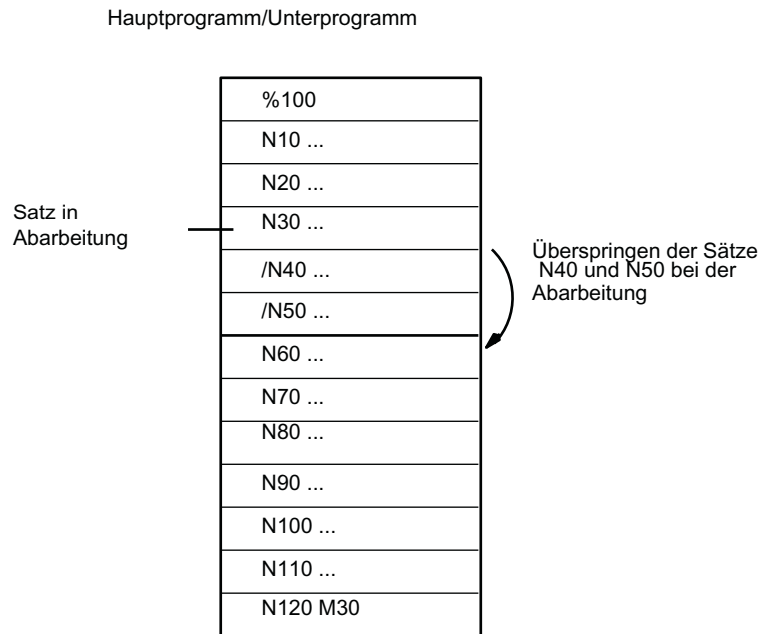 Hauptprogramm/Unterprogramm
%100
N10 ...
N20 ...
Satz in
Abarbeitung
N30 ...
/N40 ...
/N50 ...
Überspringen der Sätze
N40 und N50 bei der
Abarbeitung
N60 ...
N70 ...
N80 ...
N90 ...
N100 ...
N110 ...
N120 M30